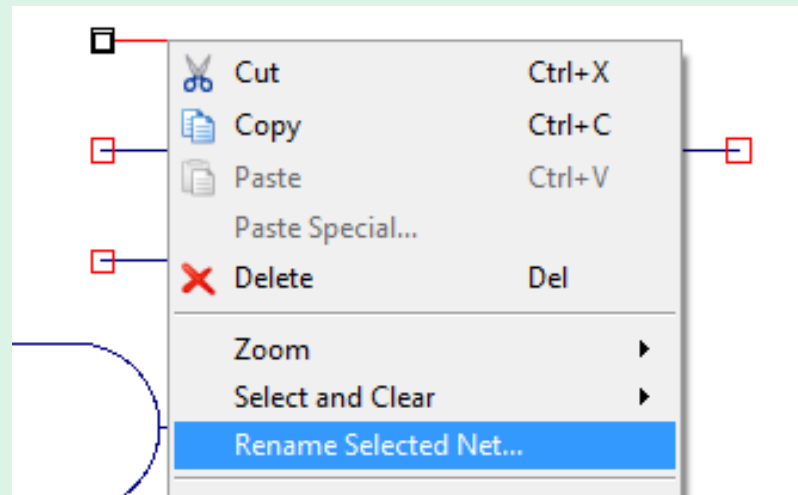 Cut Ctrl+X
Copy Ctrl+C
Paste Ctrl+V
Paste Special...
Delete Del
Zoom
Select and Clear
Rename Selected Net...